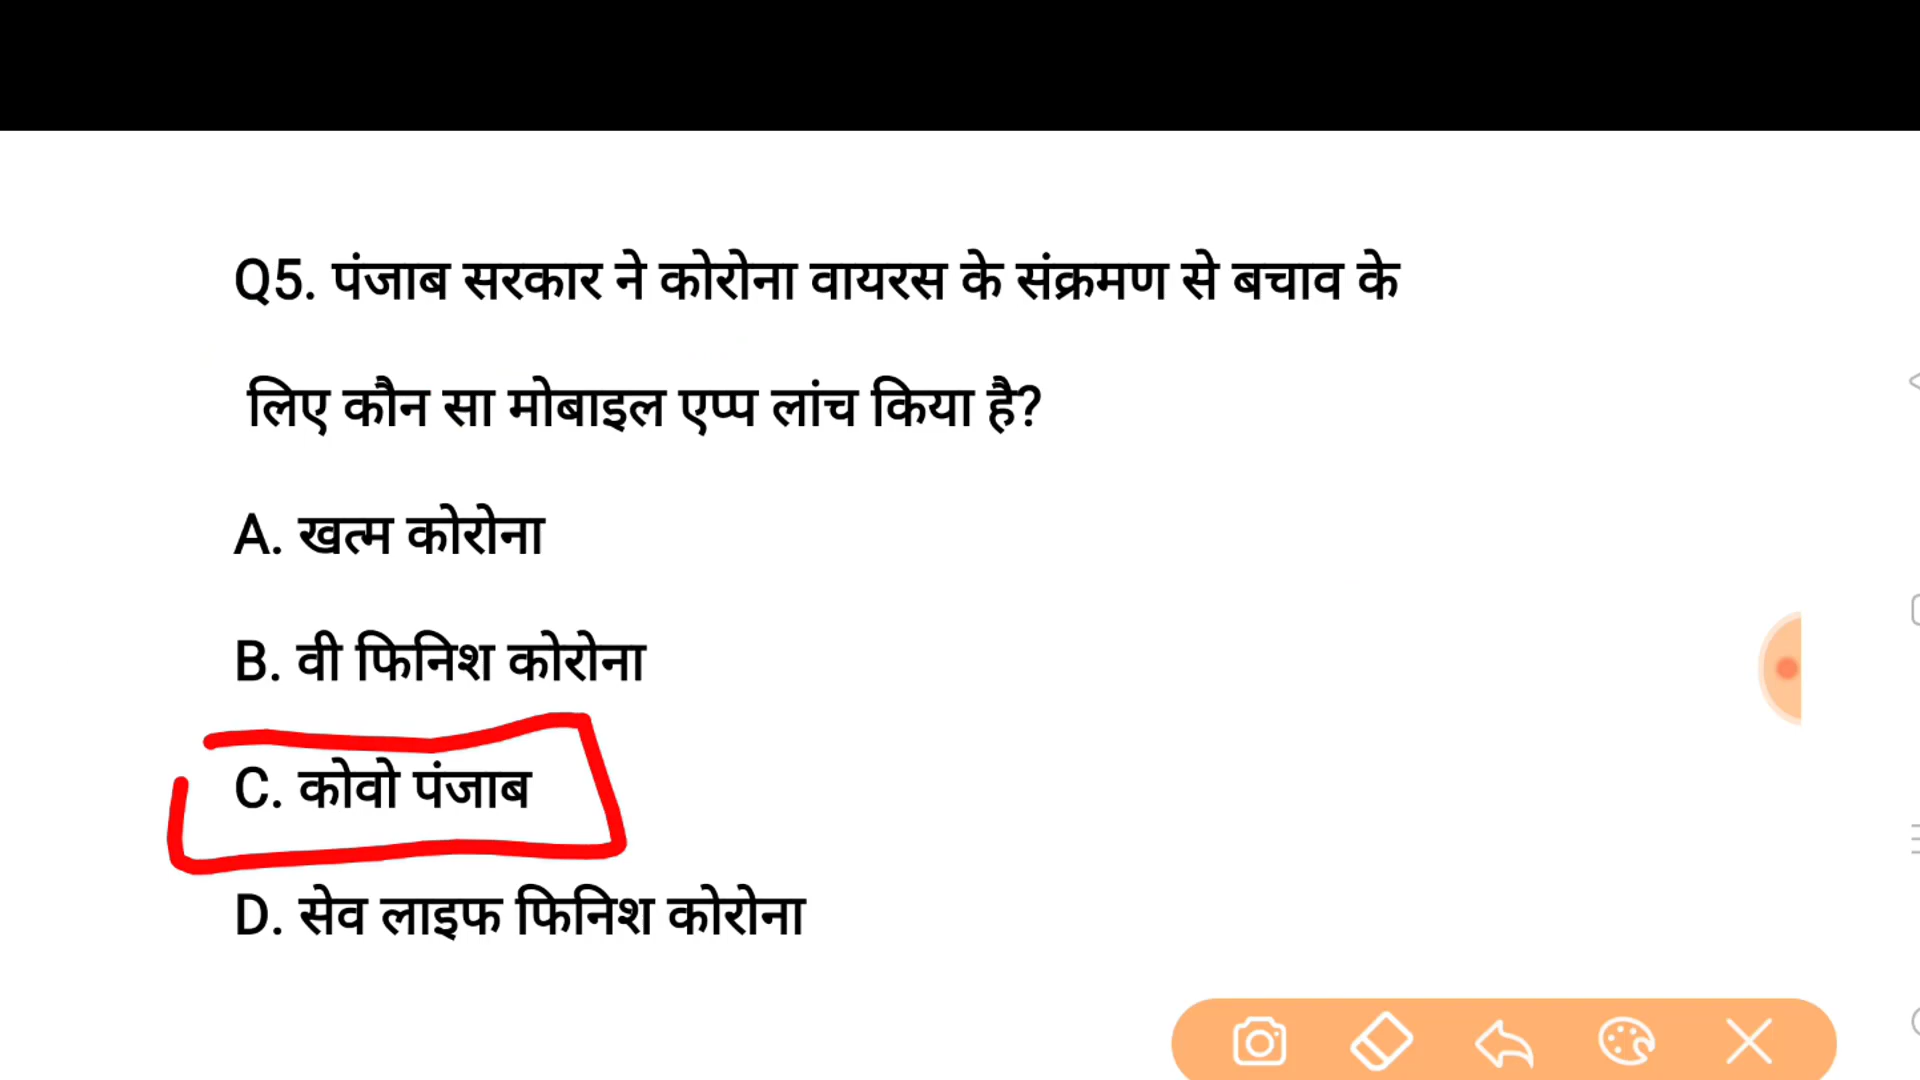 Q5. पंजाब सरकार ने कोरोना वायरस के संक्रमण से बचाव के
लिए कौन सा मोबाइल एप्प लांच किया है?
A. खत्म कोरोना
B. वी फिनिश कोरोना
C. कोवो पंजाब
D. सेव लाइफ फिनिश कोरोना